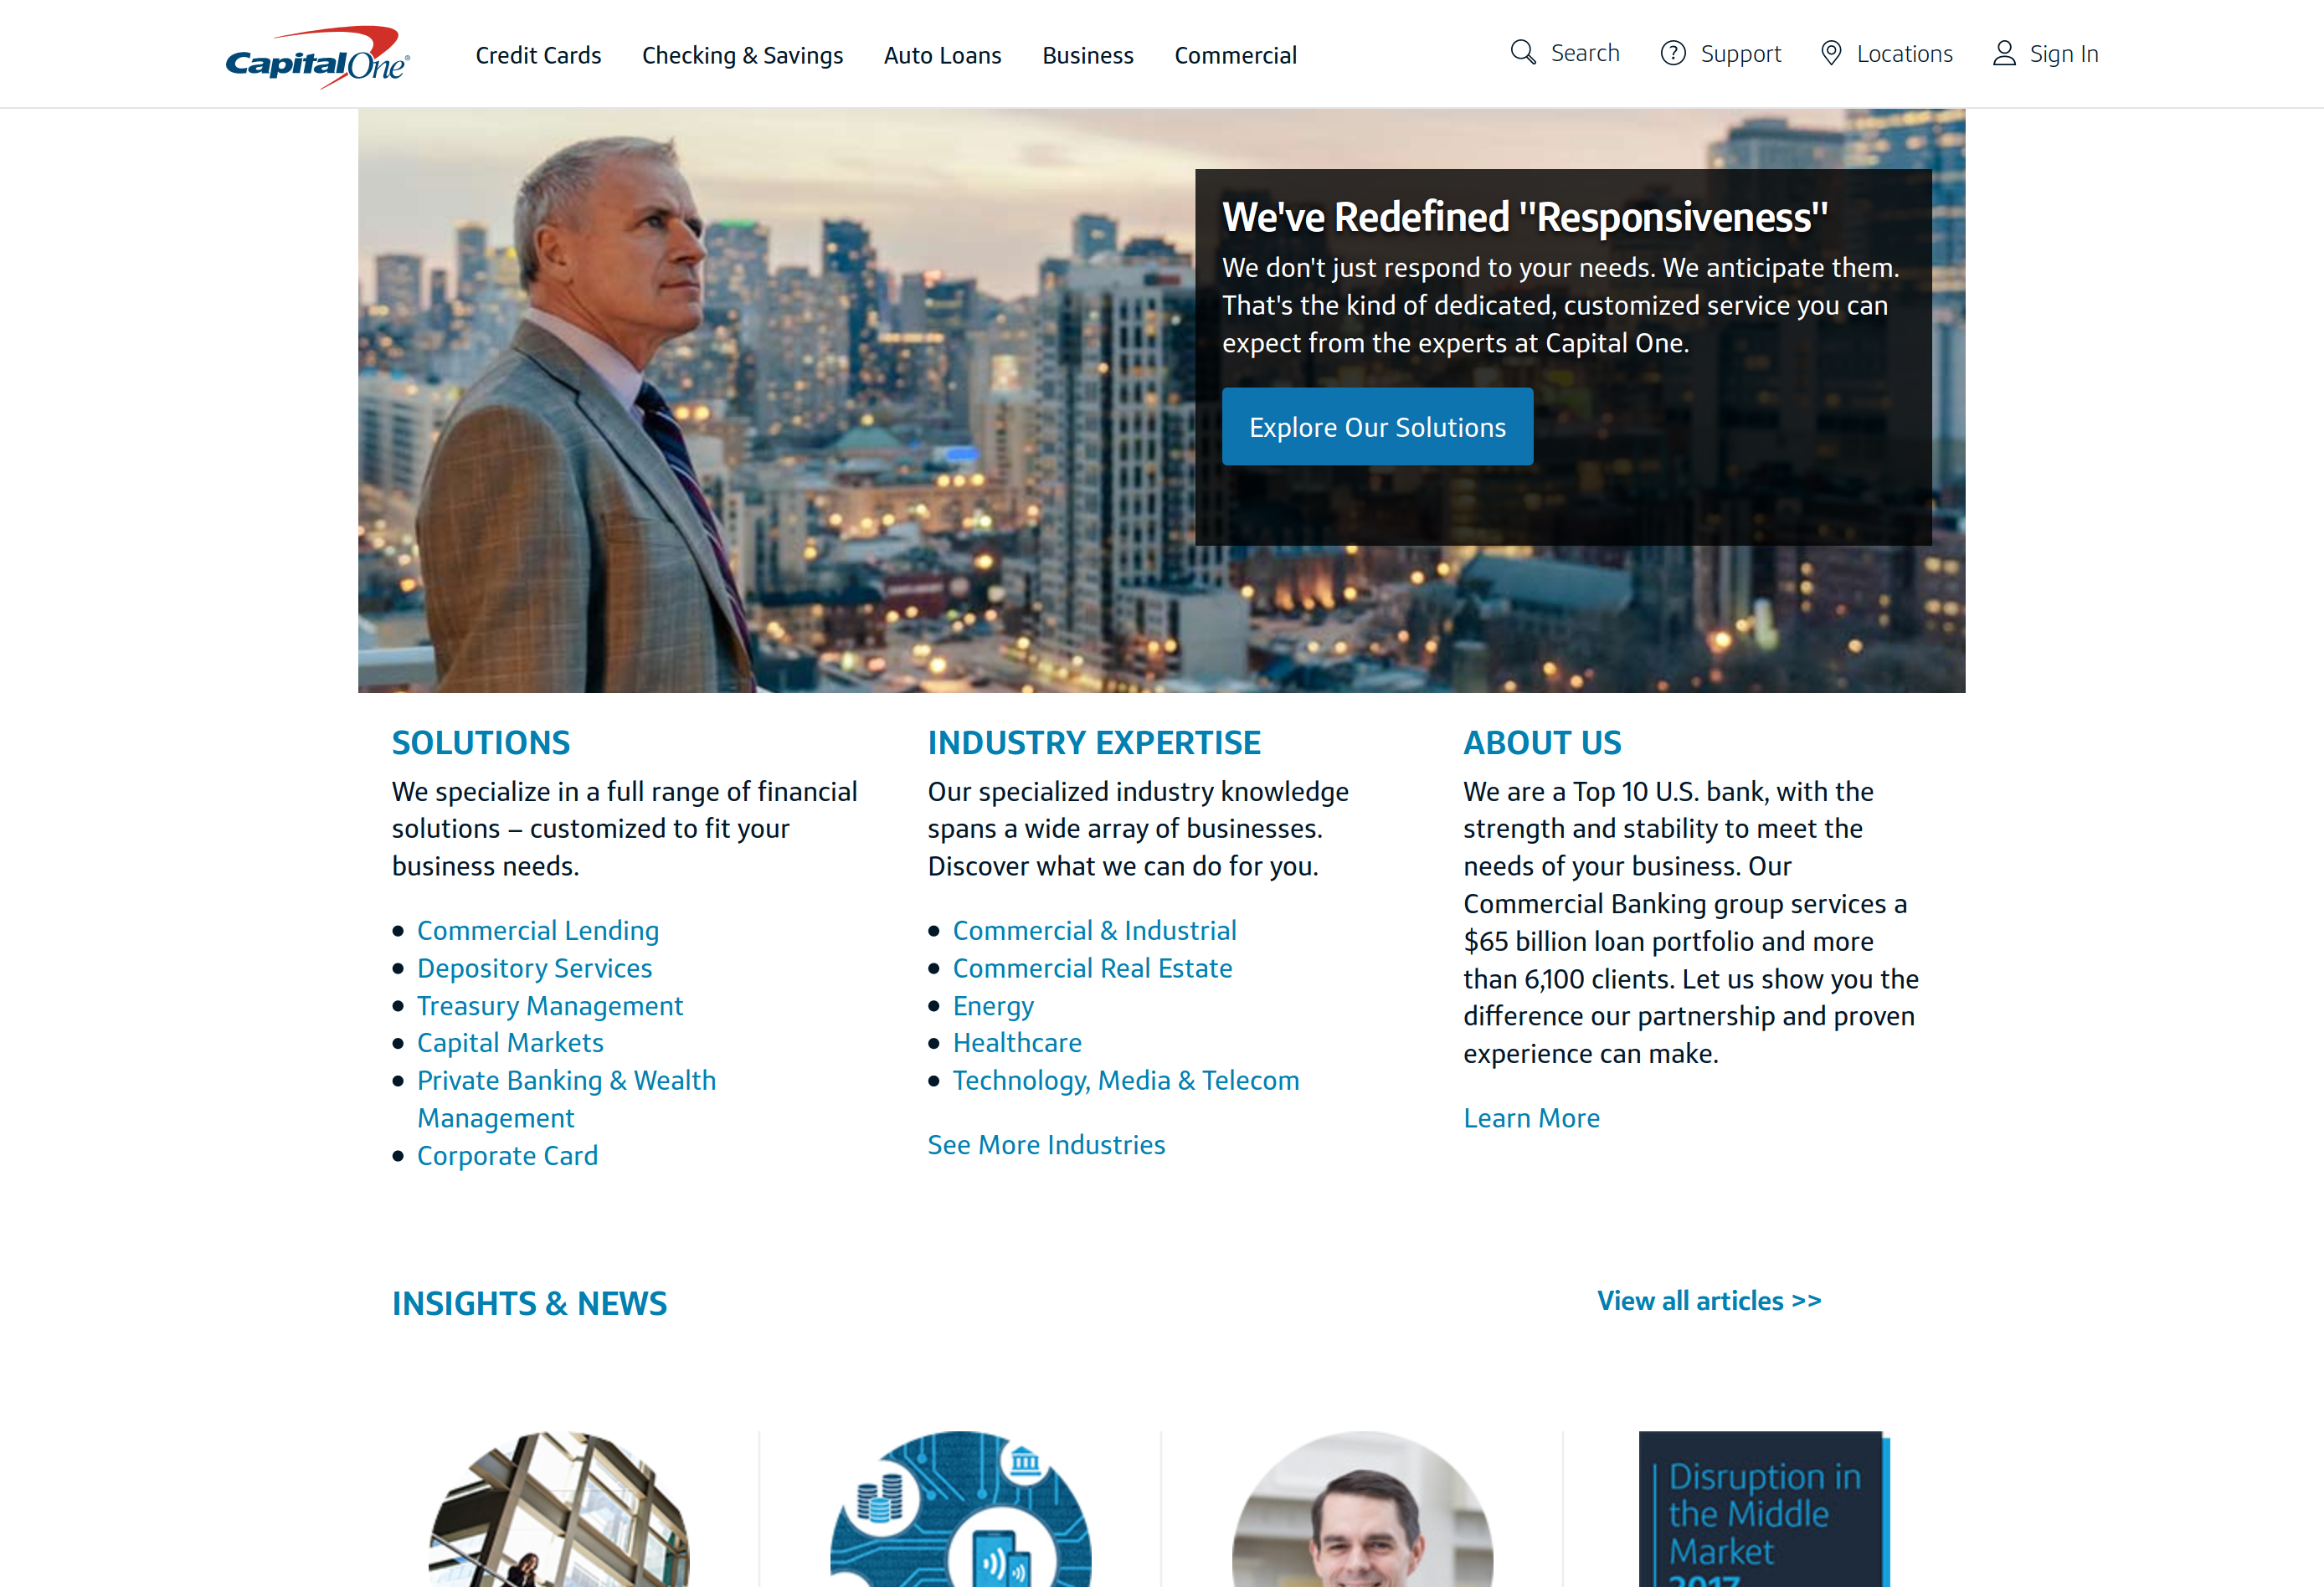 CapitalOne®
Credit Cards
Checking & Savings
Auto Loans
Business
Commercial
Search
Support
Locations
Sign In
We've Redefined "Responsiveness"
We don't just respond to your needs. We anticipate them.
That's the kind of dedicated, customized service you can
expect from the experts at Capital One.
Explore Our Solutions
SOLUTIONS
We specialize in a full range of financial
solutions – customized to fit your
business needs.
Commercial Lending
Depository Services
Treasury Management
Capital Markets
Private Banking & Wealth
Management
Corporate Card
INDUSTRY EXPERTISE
Our specialized industry knowledge
spans a wide array of businesses.
Discover what we can do for you.
Commercial & Industrial
Commercial Real Estate
Energy
Healthcare
Technology, Media & Telecom
See More Industries
ABOUT US
We are a Top 10 U.S. bank, with the
strength and stability to meet the
needs of your business. Our
Commercial Banking group services a
$65 billion loan portfolio and more
than 6,100 clients. Let us show you the
difference our partnership and proven
experience can make.
Learn More
INSIGHTS & NEWS
View all articles >>
Disruption in
the Middle
Market
2017